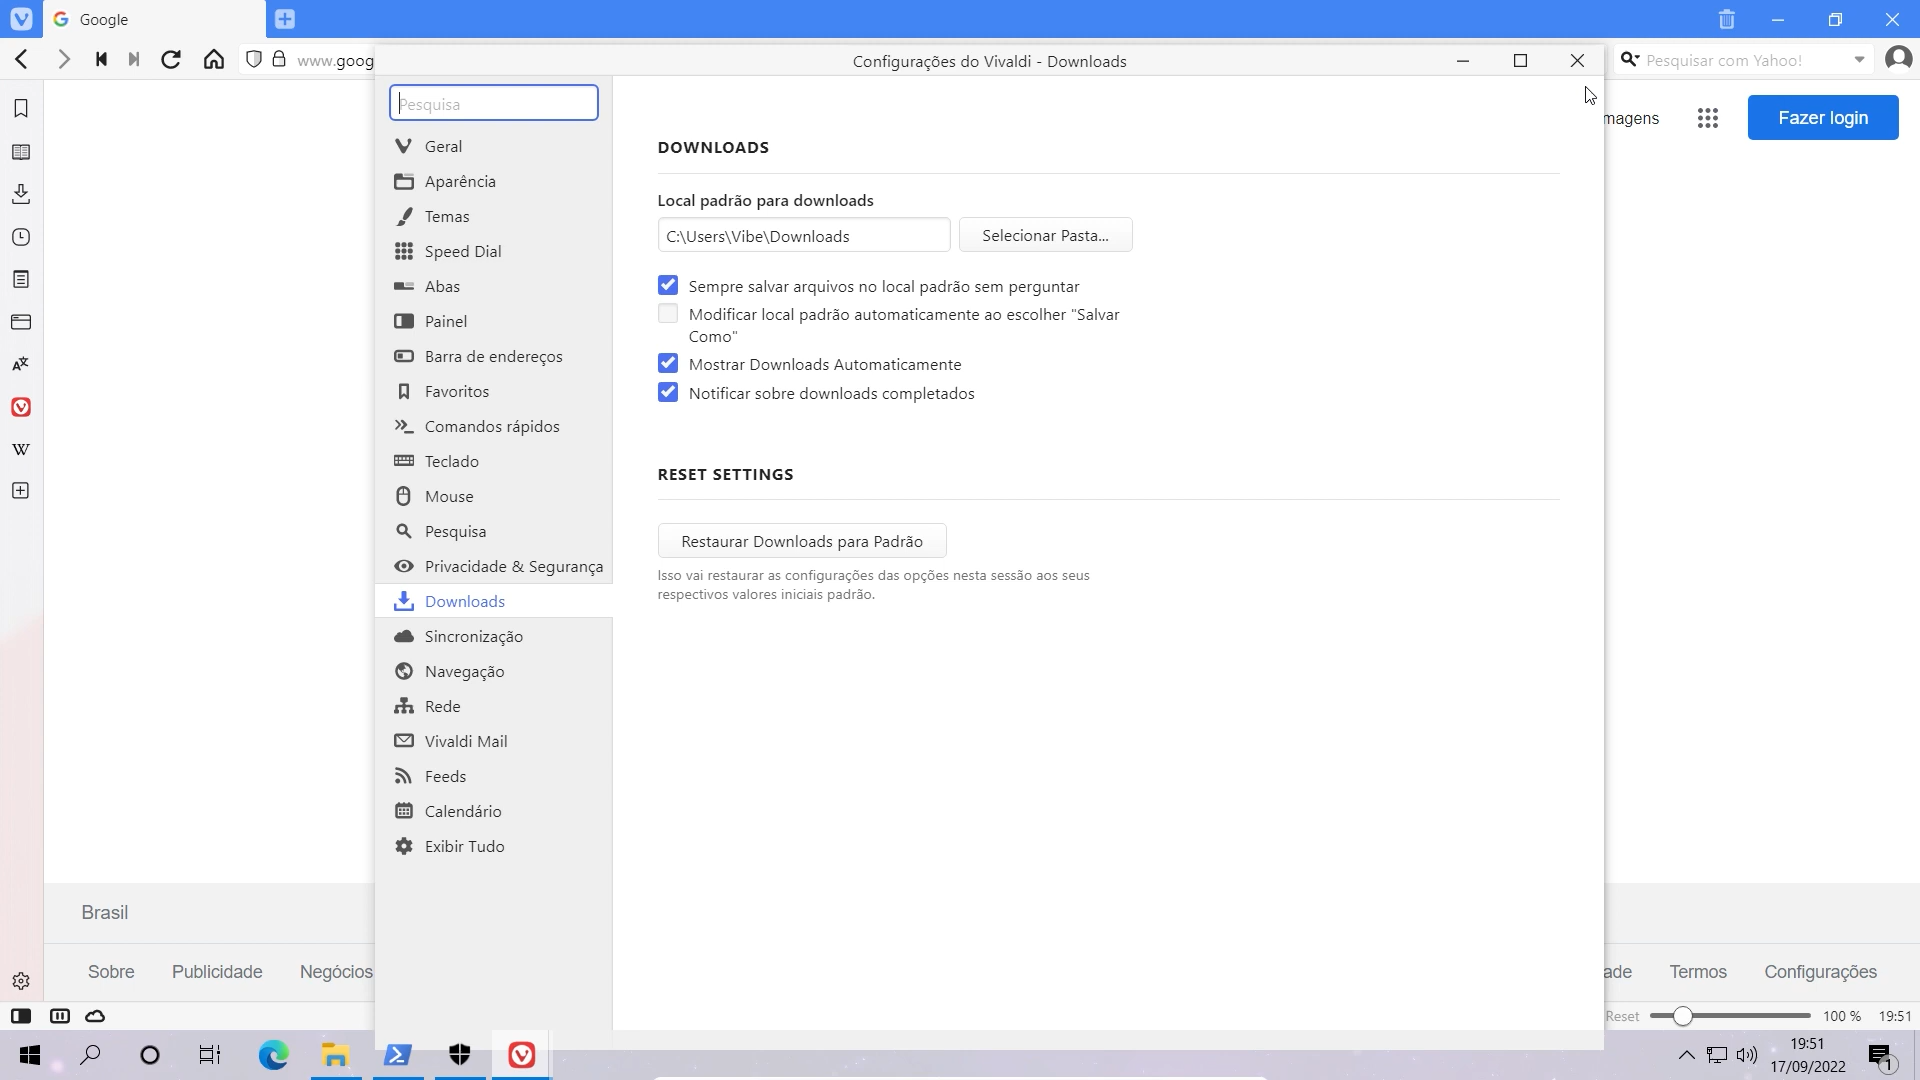 Google
www.goog
Configurações do Vivaldi - Downloads
Pesquisar com Yahoo!
Pesquisa
Geral
Aparência
Temas
Speed Dial
Abas
Painel
Barra de endereços
Favoritos
Comandos rápidos
Teclado
Mouse
Pesquisa
Privacidade & Segurança
Downloads
Sincronização
Navegação
Rede
Vivaldi Mail
Feeds
Calendário
Exibir Tudo
DOWNLOADS
Local padrão para downloads
C:\Users\Vibe\Downloads
Selecionar Pasta...
Sempre salvar arquivos no local padrão sem perguntar
Modificar local padrão automaticamente ao escolher "Salvar
Como"
Mostrar Downloads Automaticamente
Notificar sobre downloads completados
RESET SETTINGS
Restaurar Downloads para Padrão
Isso vai restaurar as configurações das opções nesta sessão aos seus
respectivos valores iniciais padrão.
magens
Fazer login
Brasil
Sobre
Publicidade
Negócios
ade
Termos
Configurações
Reset
100 %
19:51
19:51
17/09/2022
1